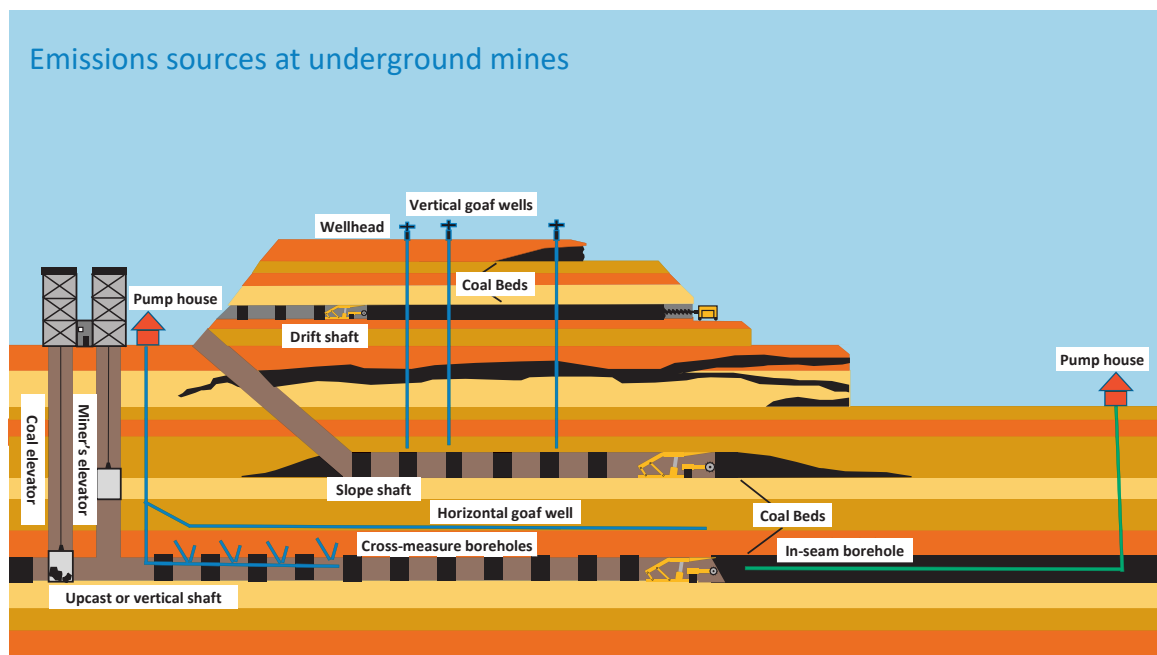 Emissions sources at underground mines
Vertical goaf wells
Wellhead
Coal Beds
Pump house
Drift shaft
Pump house
Coal elevator
Miner's elevator
Slope shaft
Horizontal goaf well
Coal Beds
Cross-measure boreholes
In-seam borehole
Upcast or vertical shaft